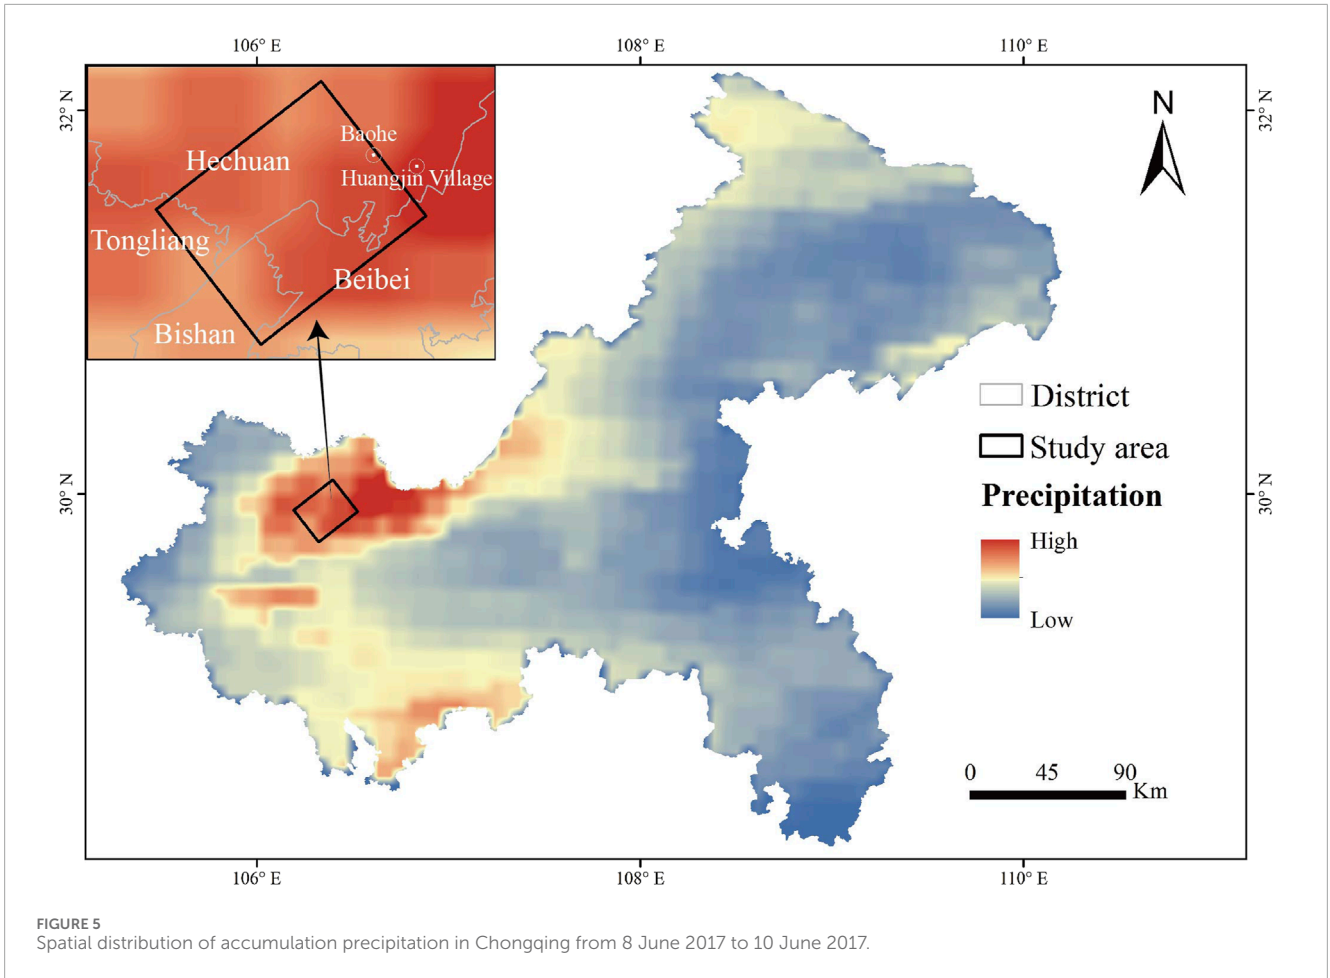 106° E
108° E
110° E
32° N
32° N
N
Baohe
Hechuan
Huangjin Village
Tongliang
Beibei
Bishan
District
Study area
30° N
30° N
Precipitation
High
Low
0 45 90
Km
106° E
108° E
110° E
FIGURE 5
Spatial distribution of accumulation precipitation in Chongqing from 8 June 2017 to 10 June 2017.